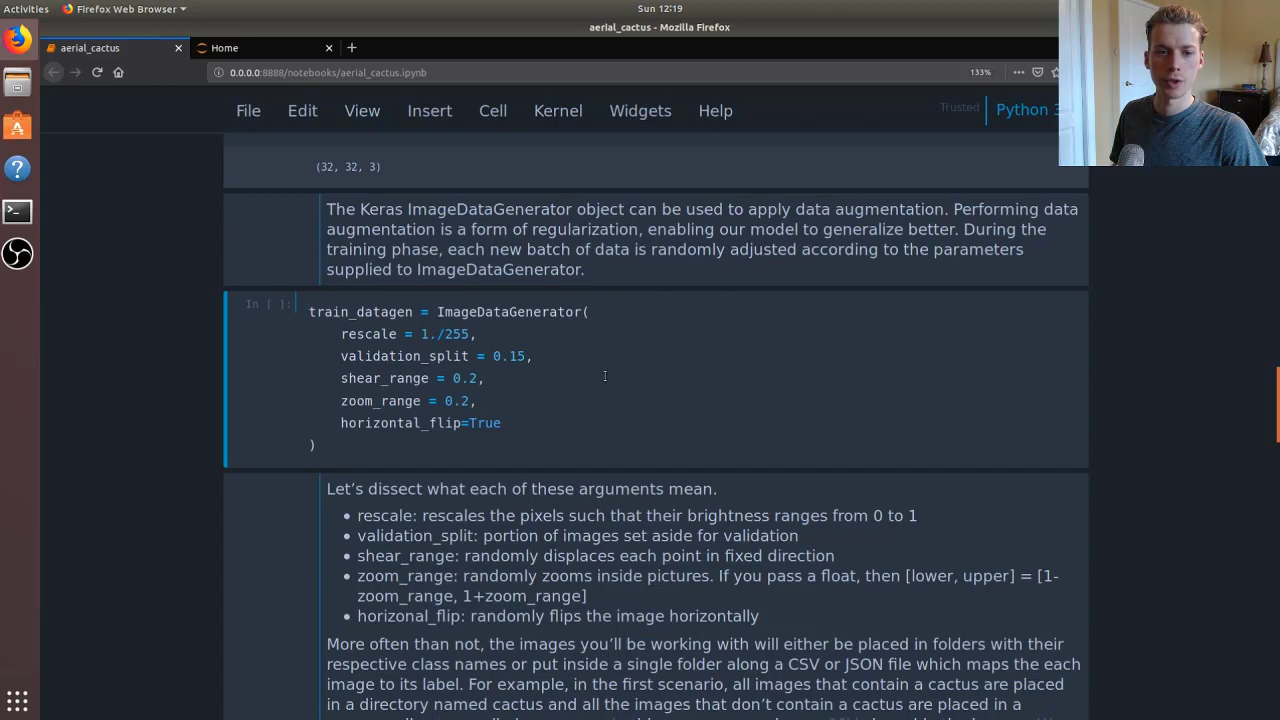 Activities Firefox Web Browser Sun 12:19
aerial_cactus - Mozilla Firefox
aerial_cactus Home
0.0.0.0:8888/notebooks/aerial_cactus.ipynb 133%
File Edit View Insert Cell Kernel Widgets Help Trusted Python 3
(32, 32, 3)
The Keras ImageDataGenerator object can be used to apply data augmentation. Performing data
augmentation is a form of regularization, enabling our model to generalize better. During the
training phase, each new batch of data is randomly adjusted according to the parameters
supplied to ImageDataGenerator.
In [ ]: train_datagen = ImageDataGenerator(
rescale = 1./255,
validation_split = 0.15,
shear_range = 0.2,
zoom_range = 0.2,
horizontal_flip=True
)
Let's dissect what each of these arguments mean.
• rescale: rescales the pixels such that their brightness ranges from 0 to 1
• validation_split: portion of images set aside for validation
• shear_range: randomly displaces each point in fixed direction
• zoom_range: randomly zooms inside pictures. If you pass a float, then [lower, upper] = [1-
zoom_range, 1+zoom_range]
• horizonal_flip: randomly flips the image horizontally
More often than not, the images you'll be working with will either be placed in folders with their
respective class names or put inside a single folder along a CSV or JSON file which maps the each
image to its label. For example, in the first scenario, all images that contain a cactus are placed
in a directory named cactus and all the images that don't contain a cactus are placed in a